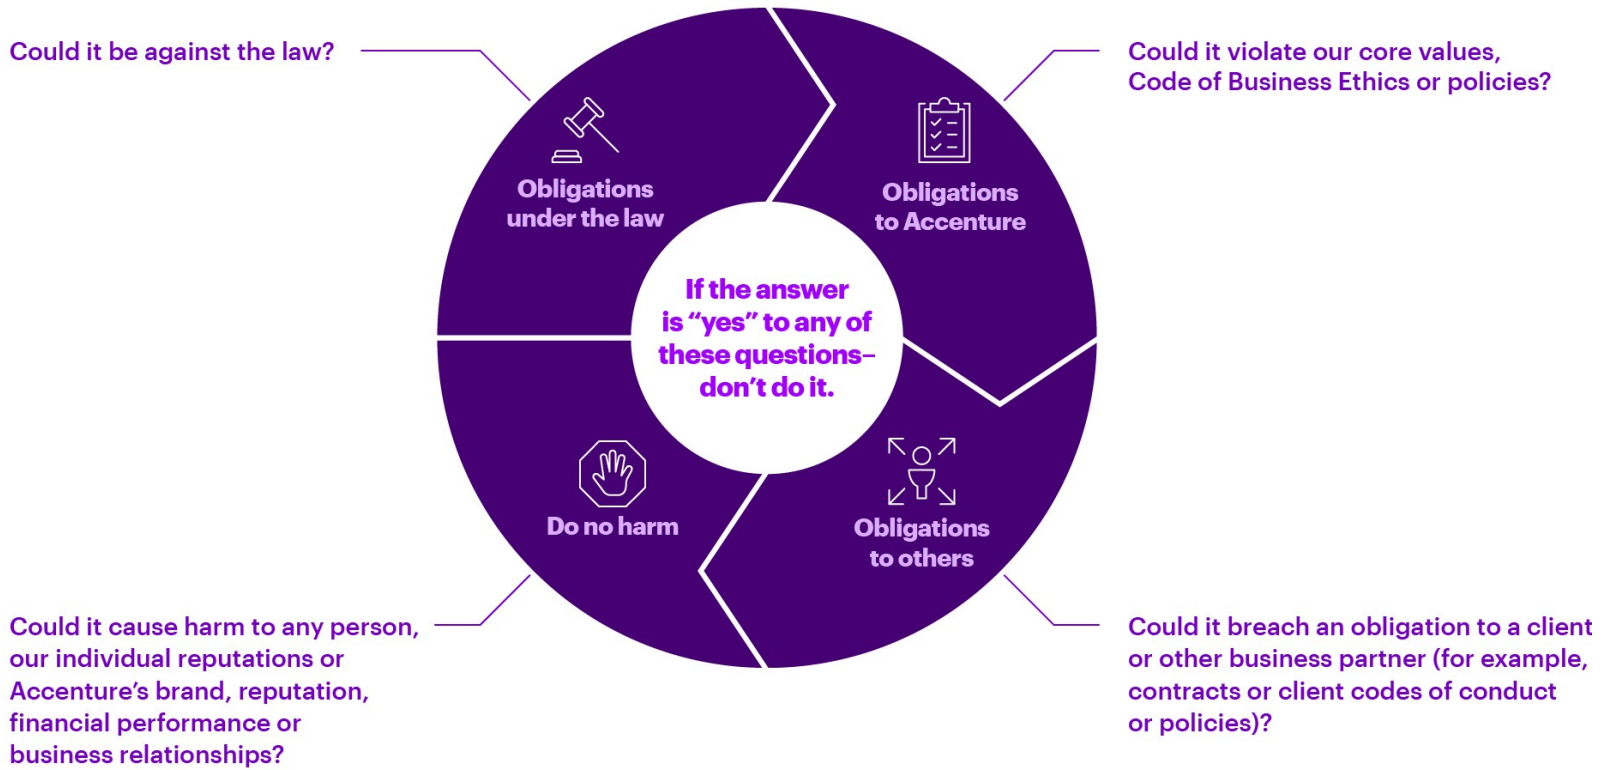 Could it be against the law?
Could it violate our core values,
Code of Business Ethics or policies?
Obligations
under the law
Obligations
to Accenture
If the answer
is “yes” to any of
these questions–
don’t do it.
Do no harm
Obligations
to others
Could it cause harm to any person,
our individual reputations or
Accenture’s brand, reputation,
financial performance or
business relationships?
Could it breach an obligation to a client
or other business partner (for example,
contracts or client codes of conduct
or policies)?